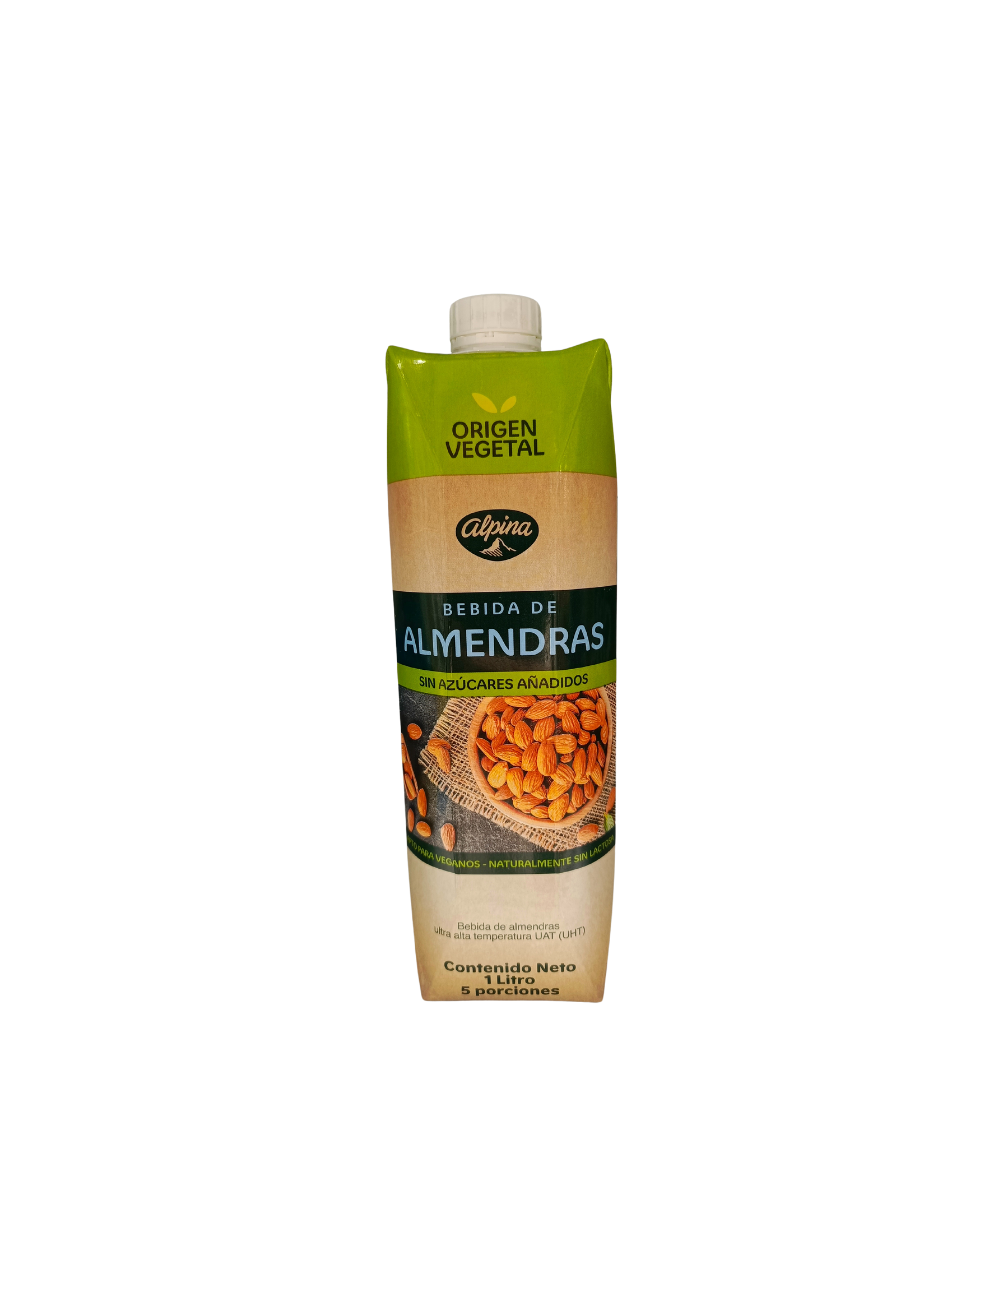 ORIGEN
VEGETAL
alpina
BEBIDA DE
ALMENDRAS
SIN AZÚCARES AÑADIDOS
PARA VEGANOS - NATURALMENTE SIN
Bebida de almendras
ultra alta temperatura UAT (UHT)
Contenido Neto
1 Litro
5 porciones